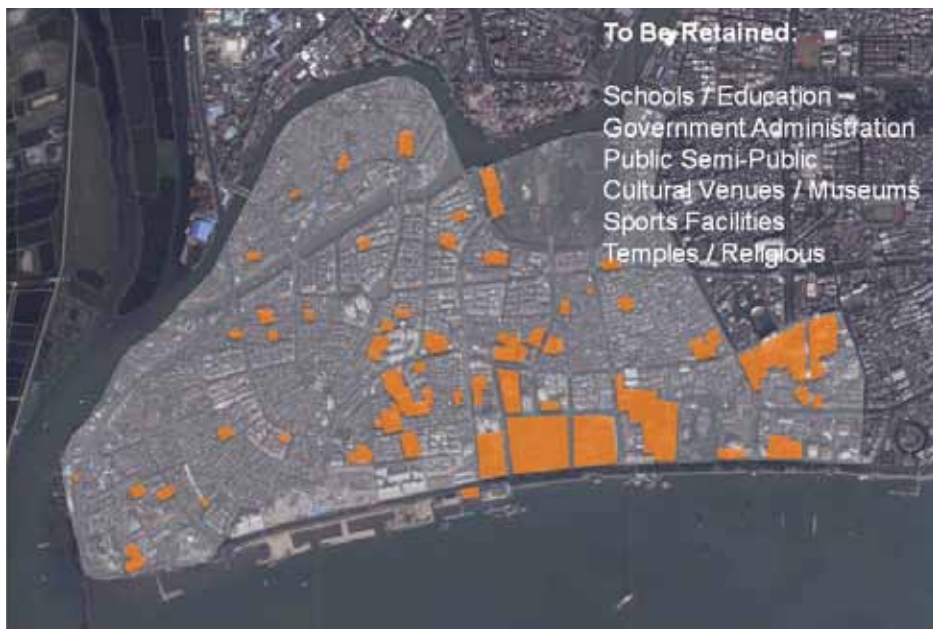 To Be Retained:
Schools / Education
Government Administration
Public Semi-Public
Cultural Venues / Museums
Sports Facilities
Temples / Religious